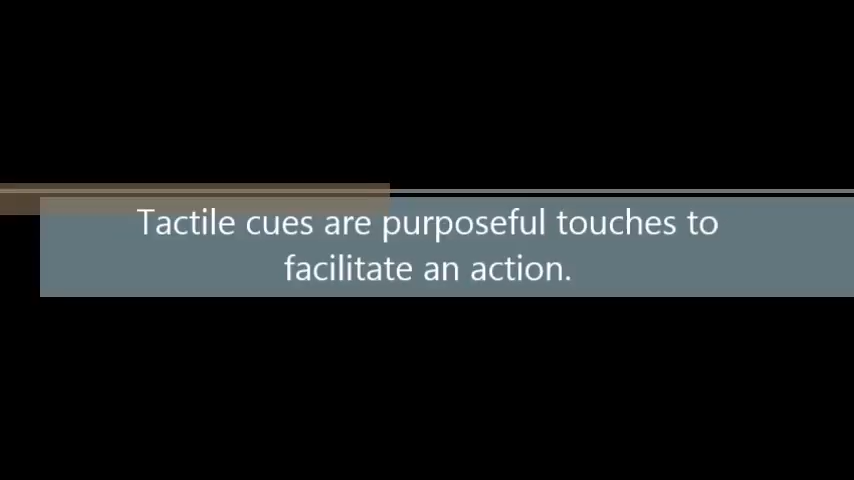 Tactile cues are purposeful touches to
facilitate an action.